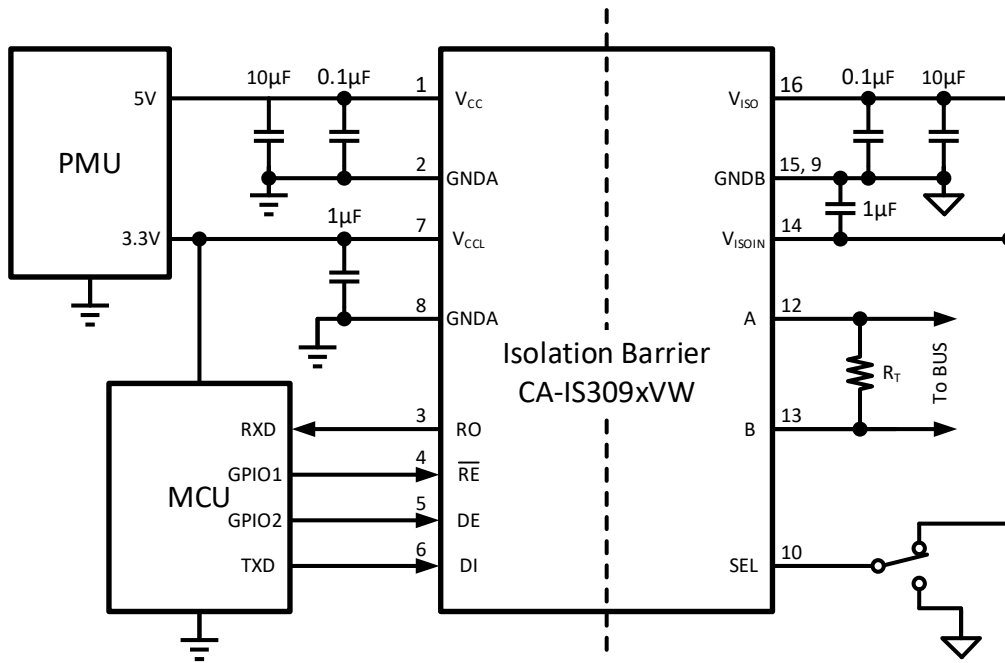 10µF 0.1µF
0.1µF 10µF
5V
1
VCC
VISO
16
PMU
2
GNDA
GNDB
15, 9
1µF
1µF
3.3V
7
VCCL
VISOIN
14
8
GNDA
A
12
Isolation Barrier
CA-IS309xVW
RT
To BUS
RXD
3
RO
B
13
GPIO1
4
RE
MCU
GPIO2
5
DE
TXD
6
DI
SEL
10